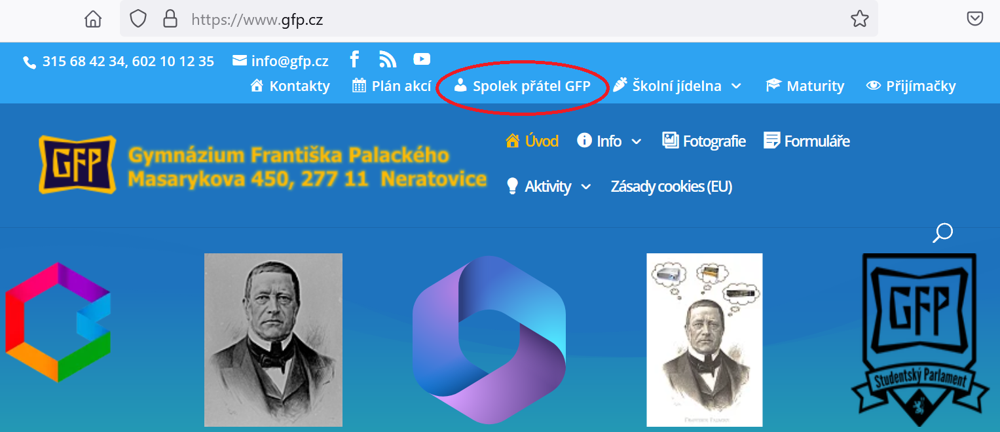 https://www.gfp.cz
315 68 42 34, 602 10 12 35 info@gfp.cz
Kontakty Plán akcí Spolek přátel GFP Školní jídelna Maturity Přijímačky
GFP
Gymnázium Františka Palackého
Masarykova 450, 277 11 Neratovice
Úvod Info Fotografie Formuláře
Aktivity Zásady cookies (EU)
GFP
Studentský Parlament